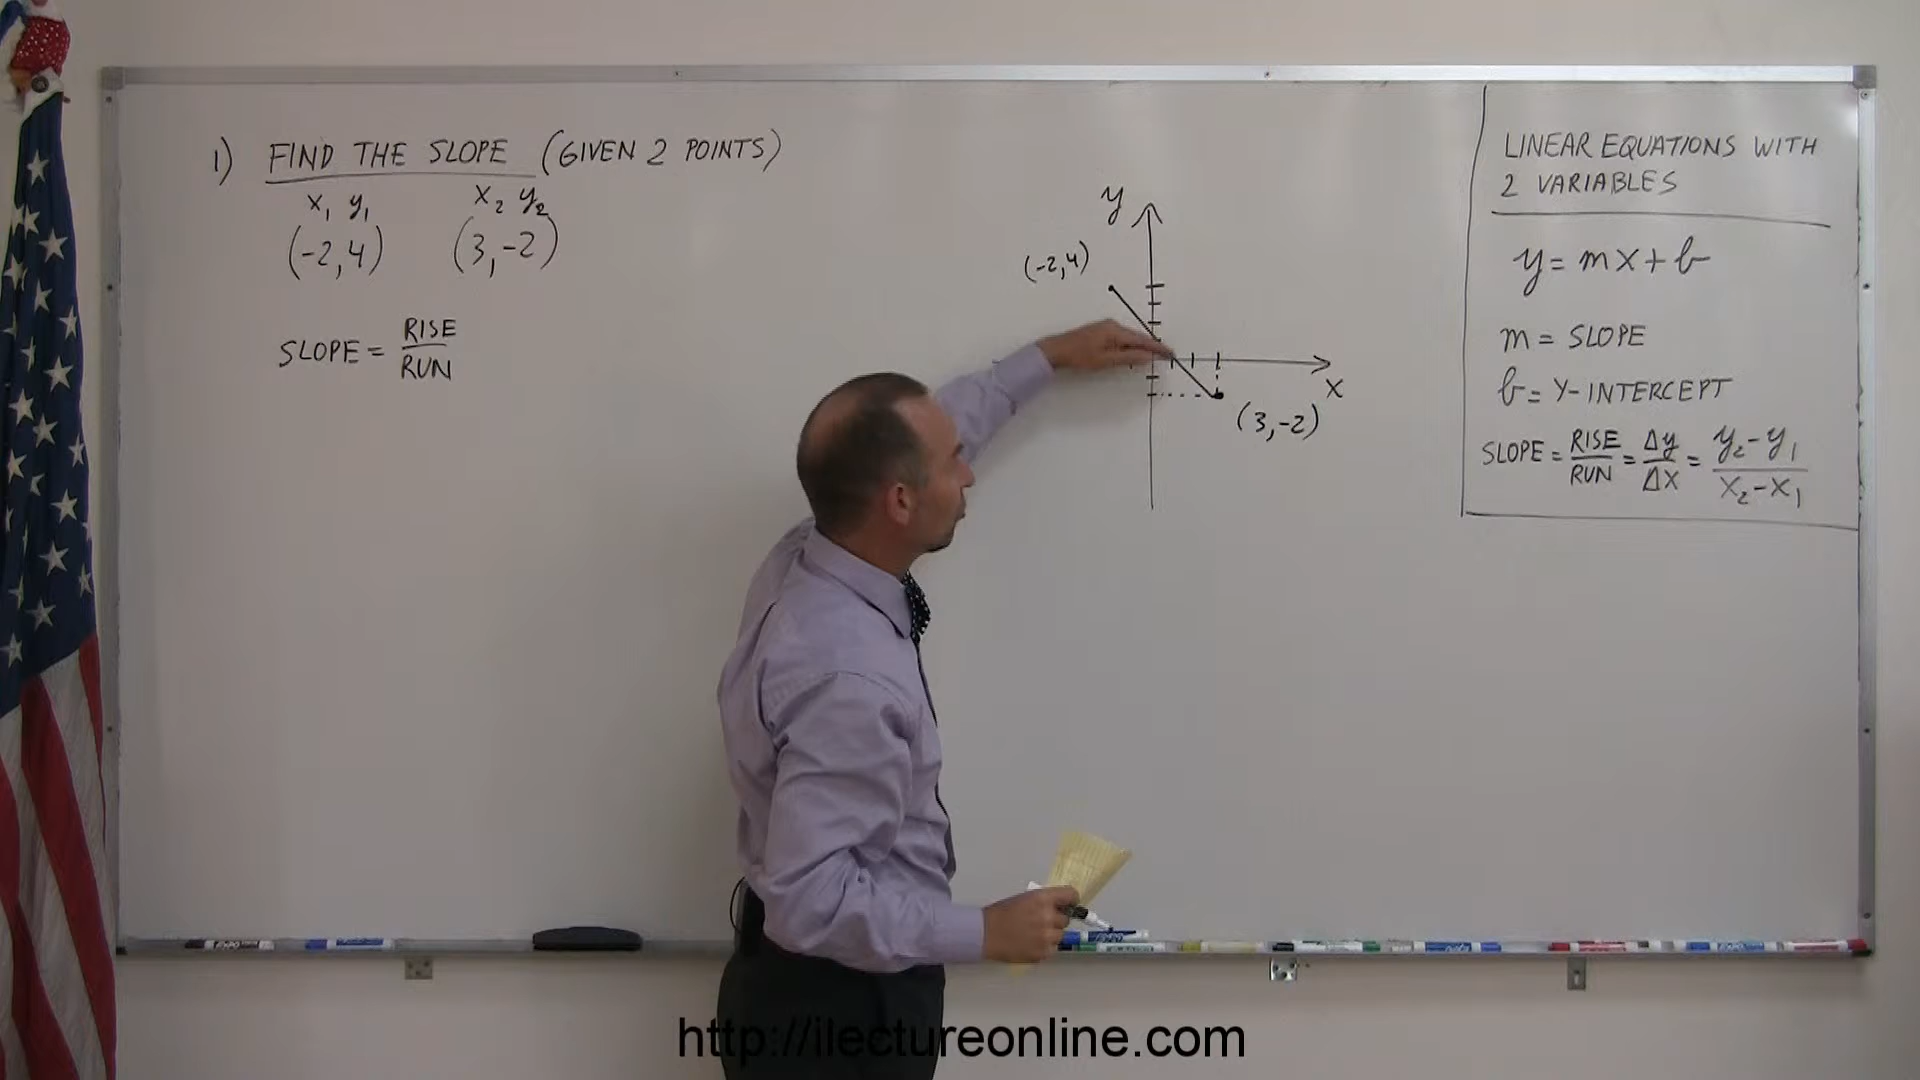 1) FIND THE SLOPE (GIVEN 2 POINTS)
x₁ y₁ x₂ y₂
(-2,4) (3,-2)
SLOPE = RISE/RUN
y
(-2,4)
x
(3,-2)
LINEAR EQUATIONS WITH
2 VARIABLES
y = mx + b
m = SLOPE
b = Y-INTERCEPT
SLOPE = RISE/RUN = Δy/Δx = y₂-y₁/x₂-x₁
http://ilectureonline.com